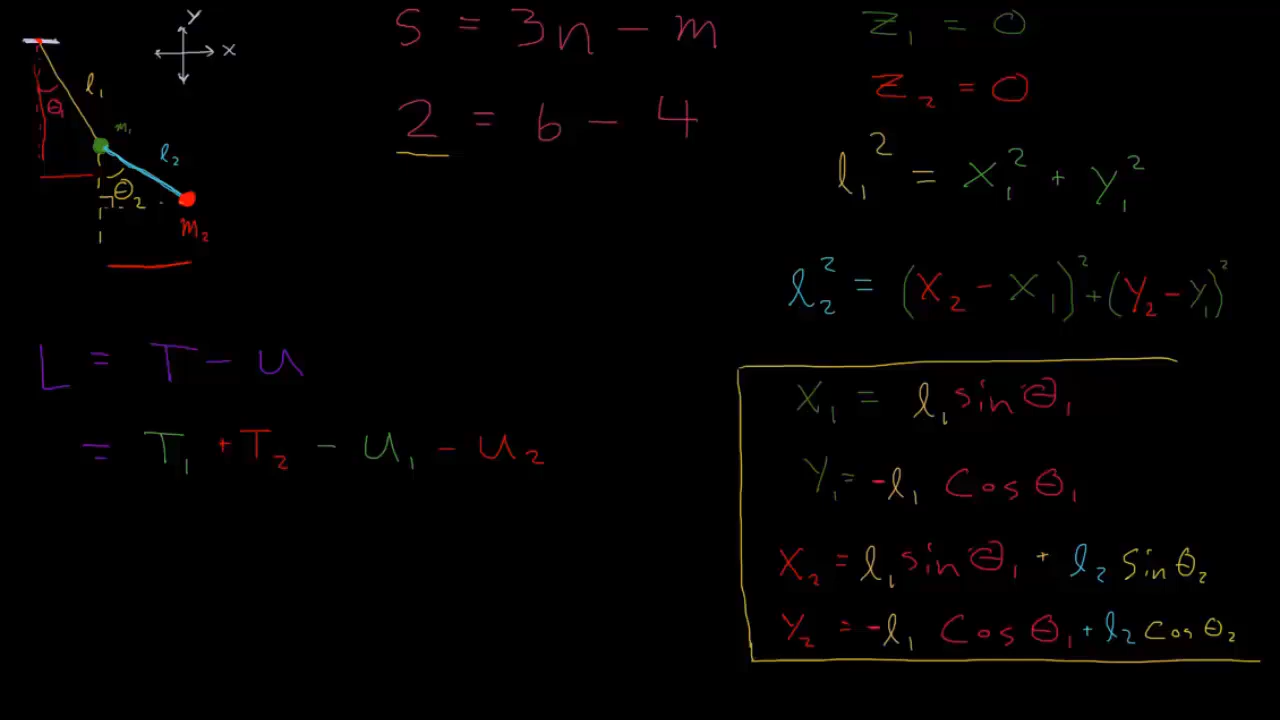 y
x
l₁
θ₁
m₁
l₂
θ₂
m₂
S = 3n - m
2 = 6 - 4
L = T - U
= T₁ + T₂ - U₁ - U₂
z₁ = 0
z₂ = 0
l₁² = x₁² + y₁²
l₂² = (x₂ - x₁)² + (y₂ - y₁)²
x₁ = l₁ sin θ₁
y₁ = -l₁ cos θ₁
x₂ = l₁ sin θ₁ + l₂ sin θ₂
y₂ = -l₁ cos θ₁ + l₂ cos θ₂